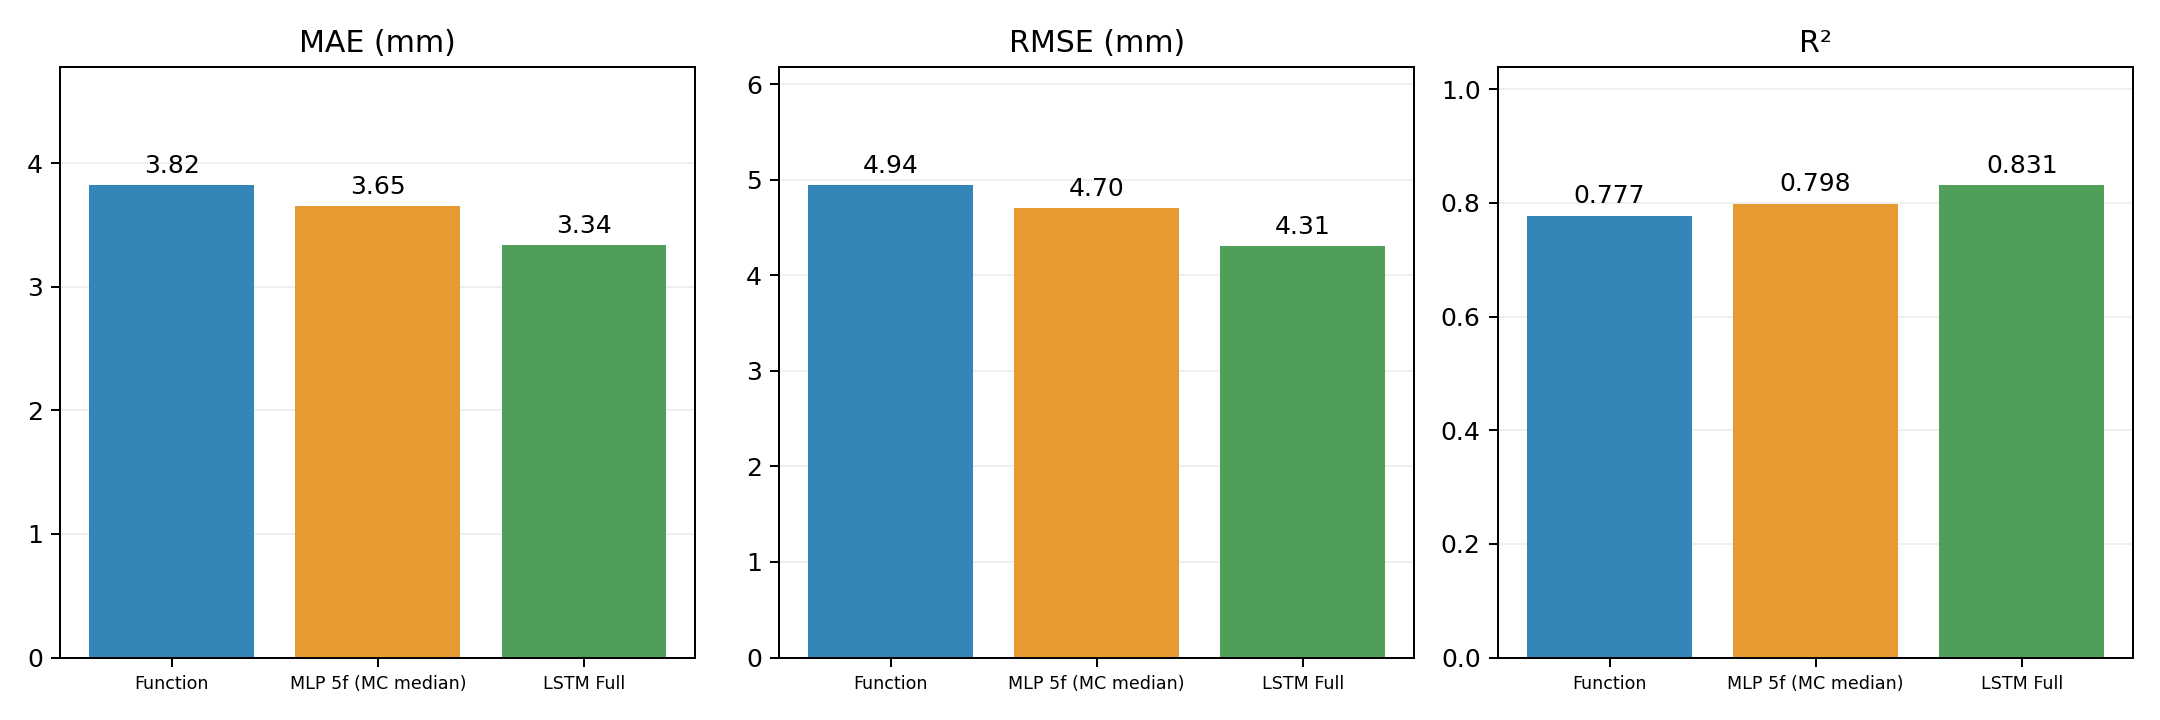 MAE (mm)
4
3
2
1
0
3.82
3.65
3.34
Function
MLP 5f (MC median)
LSTM Full
RMSE (mm)
6
5
4
3
2
1
0
4.94
4.70
4.31
Function
MLP 5f (MC median)
LSTM Full
R²
1.0
0.8
0.6
0.4
0.2
0.0
0.777
0.798
0.831
Function
MLP 5f (MC median)
LSTM Full